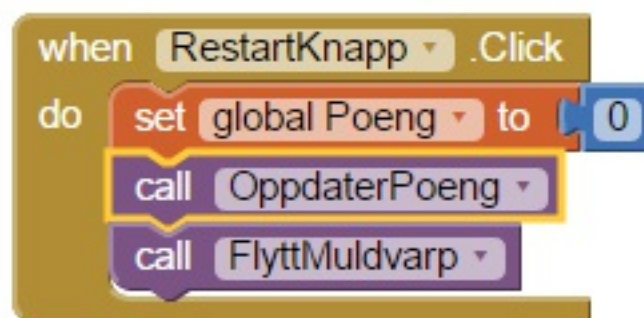 when RestartKnapp .Click
do set global Poeng to 0
call OppdaterPoeng
call FlyttMuldvarp